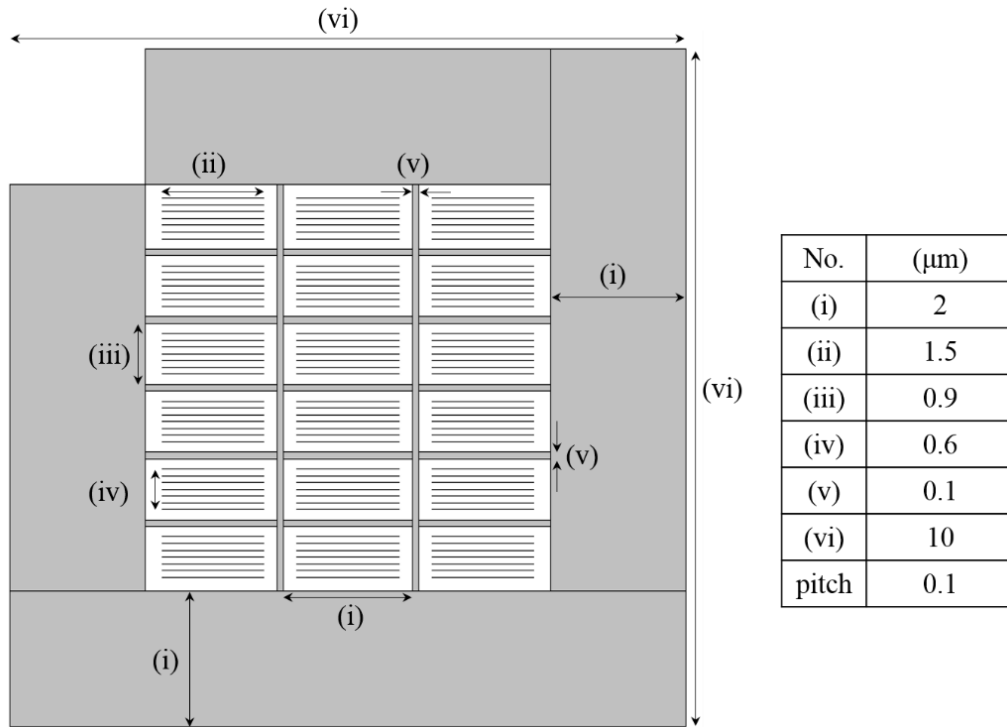 (vi)
(ii)
(v)
(i)
(iii)
(vi)
(v)
(iv)
(i)
(i)
No. (μm)
(i) 2
(ii) 1.5
(iii) 0.9
(iv) 0.6
(v) 0.1
(vi) 10
pitch 0.1